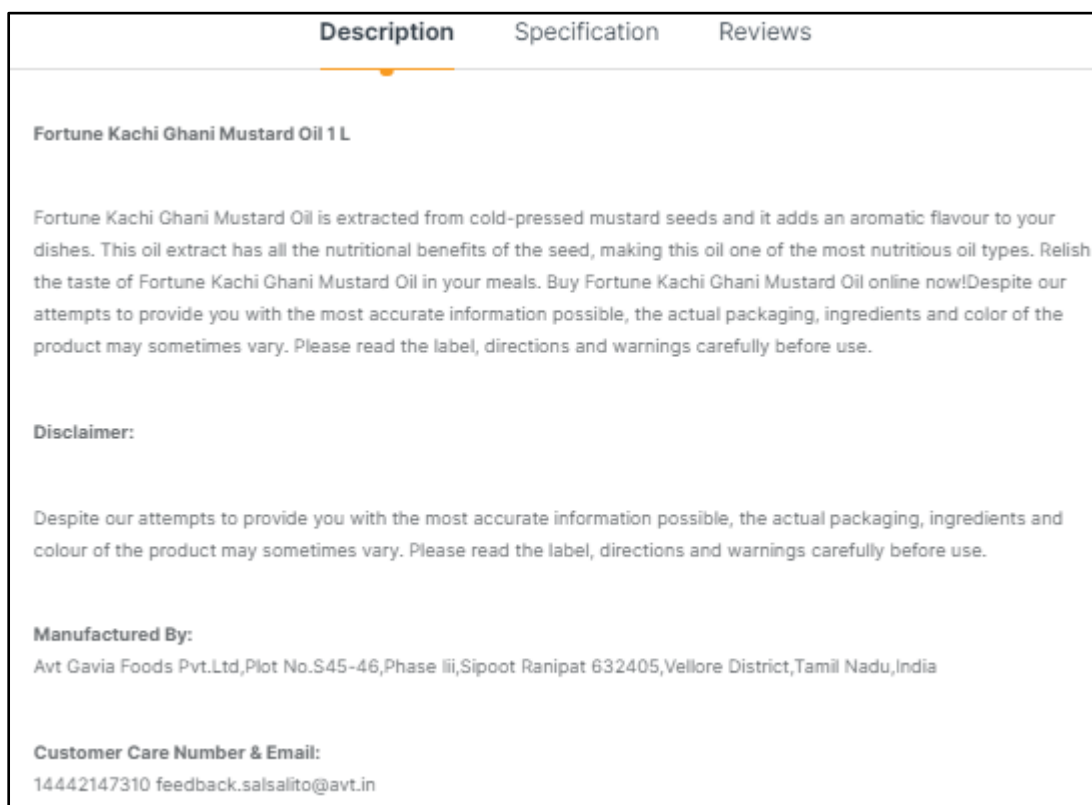 Description Specification Reviews
Fortune Kachi Ghani Mustard Oil 1 L
Fortune Kachi Ghani Mustard Oil is extracted from cold-pressed mustard seeds and it adds an aromatic flavour to your
dishes. This oil extract has all the nutritional benefits of the seed, making this oil one of the most nutritious oil types. Relish
the taste of Fortune Kachi Ghani Mustard Oil in your meals. Buy Fortune Kachi Ghani Mustard Oil online now!Despite our
attempts to provide you with the most accurate information possible, the actual packaging, ingredients and color of the
product may sometimes vary. Please read the label, directions and warnings carefully before use.
Disclaimer:
Despite our attempts to provide you with the most accurate information possible, the actual packaging, ingredients and
colour of the product may sometimes vary. Please read the label, directions and warnings carefully before use.
Manufactured By:
Avt Gavia Foods Pvt.Ltd,Plot No.S45-46,Phase Iii,Sipoot Ranipat 632405,Vellore District,Tamil Nadu,India
Customer Care Number & Email:
14442147310 feedback.salsalito@avt.in